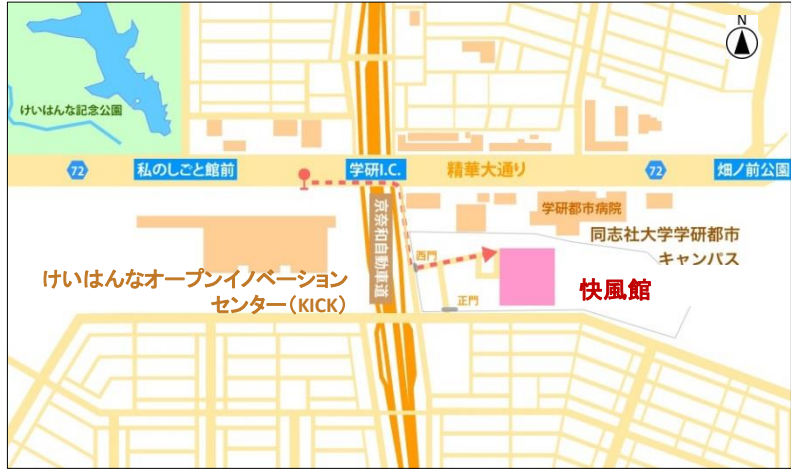 N
けいはんな記念公園
72
私のしごと館前
学研I.C.
精華大通り
72
畑ノ前公園
学研都市病院
同志社大学学研都市
キャンパス
京奈和自動車道
西門
けいはんなオープンイノベーション
センター(KICK)
快風館
正門